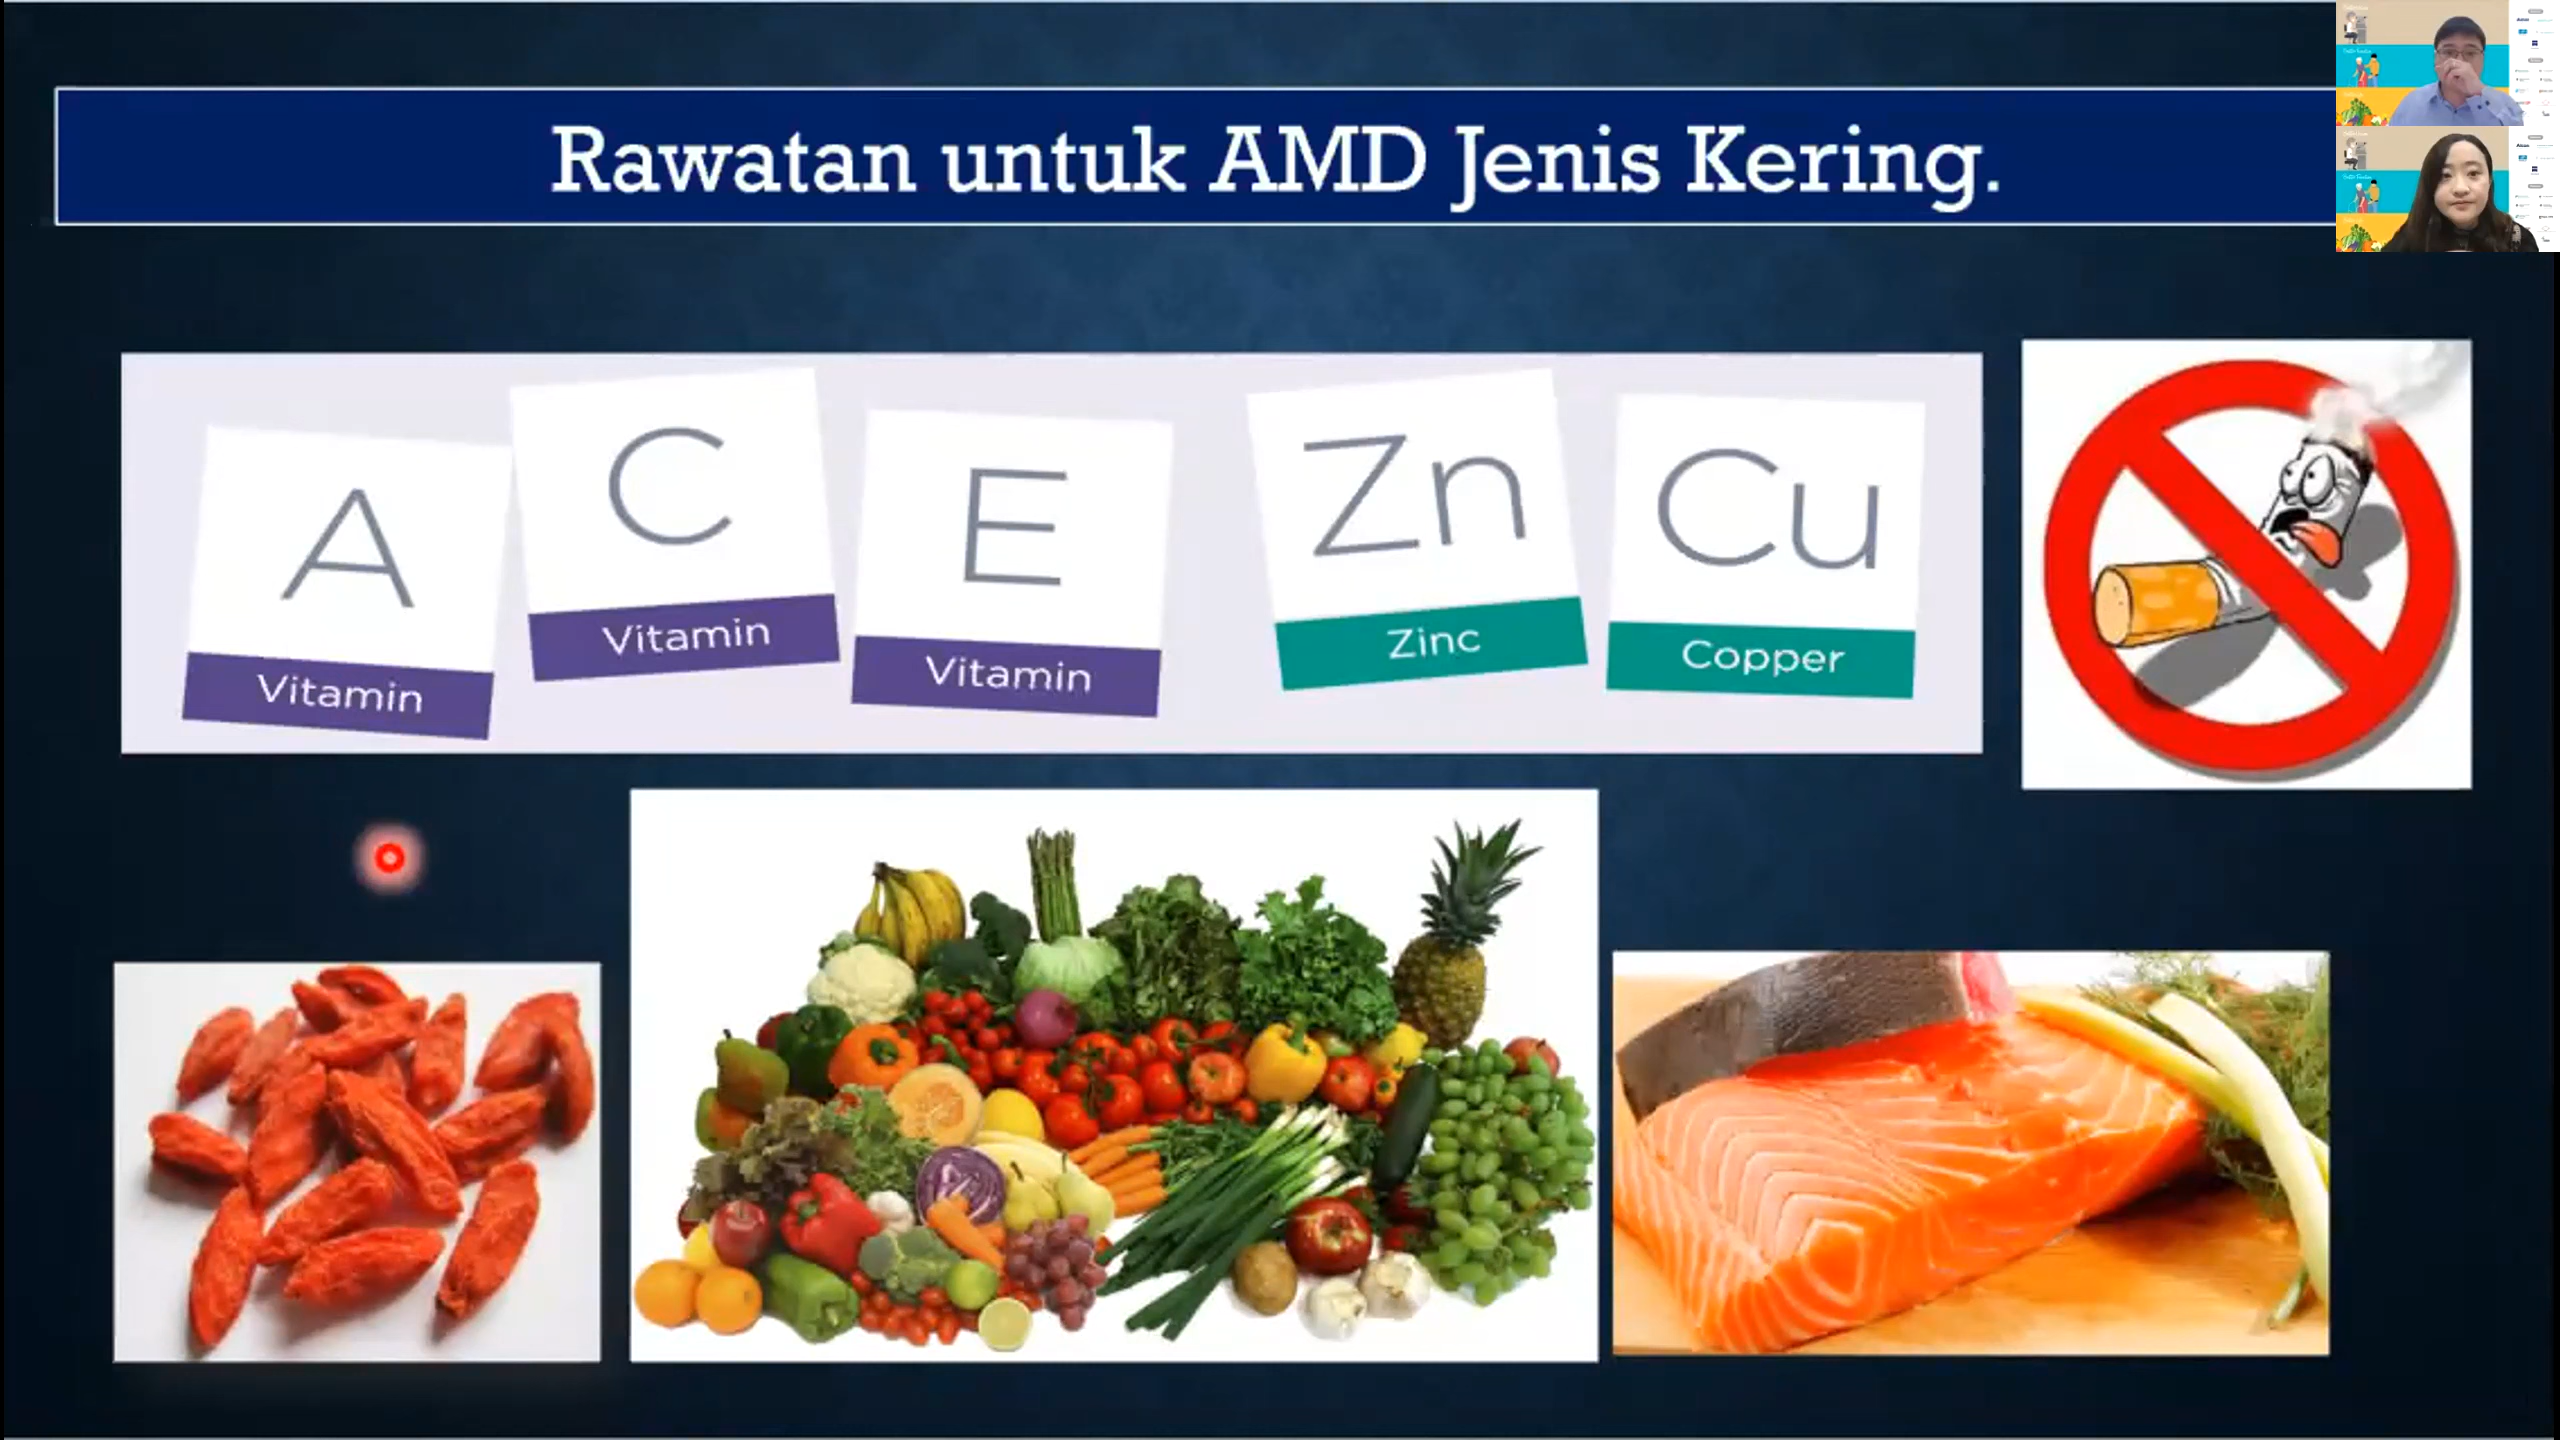 Rawatan untuk AMD Jenis Kering.
A
Vitamin
C
Vitamin
E
Vitamin
Zn
Zinc
Cu
Copper